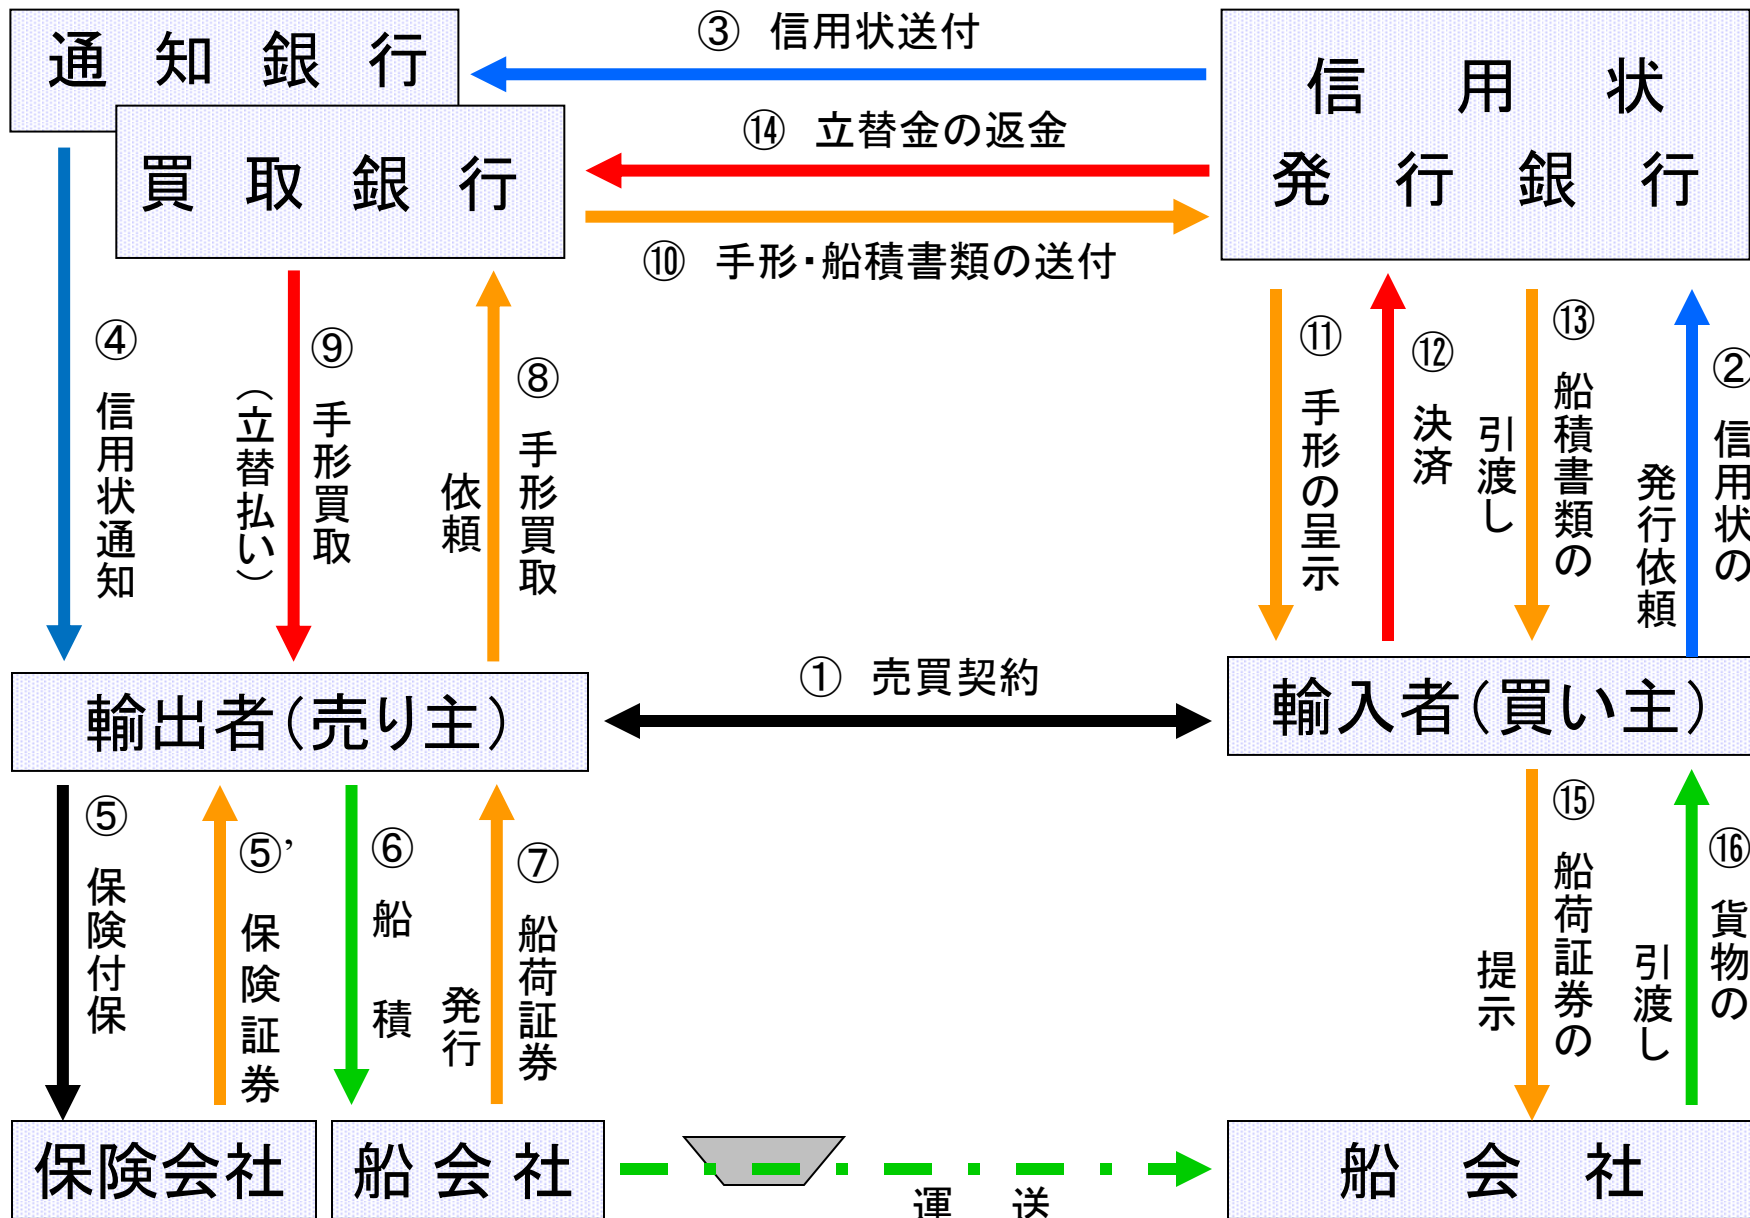 通知銀行
買取銀行
③ 信用状送付
⑭ 立替金の返金
⑩ 手形・船積書類の送付
信用状
発行銀行
④ 信用状通知
⑨ 手形買取
(立替払い)
⑧ 手形買取
依頼
⑪ 手形の呈示
⑫ 決済
⑬ 船積書類の
引渡し
② 信用状の
発行依頼
① 売買契約
輸出者(売り主)
輸入者(買い主)
⑤ 保険付保
⑤’ 保険証券
⑥ 船積
⑦ 船荷証券
発行
⑮ 船荷証券の
提示
⑯ 貨物の
引渡し
保険会社
船会社
運送
船会社